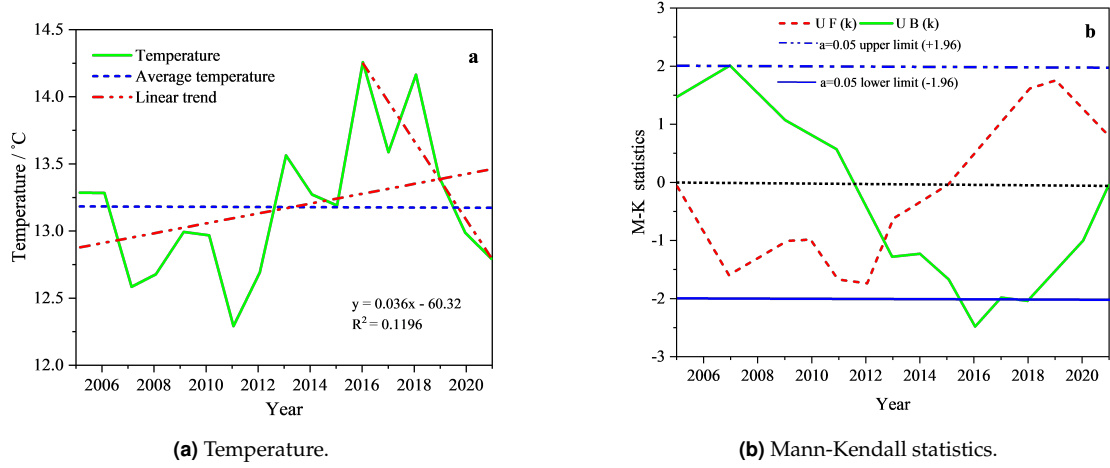 a
Temperature
Average temperature
Linear trend
14.5
14.0
13.5
13.0
12.5
12.0
Temperature / °C
y = 0.036x - 60.32
R² = 0.1196
2006 2008 2010 2012 2014 2016 2018 2020
Year
(a) Temperature.
b
U F (k) U B (k)
a=0.05 upper limit (+1.96)
a=0.05 lower limit (-1.96)
3
2
1
0
-1
-2
-3
M-K statistics
2006 2008 2010 2012 2014 2016 2018 2020
Year
(b) Mann-Kendall statistics.